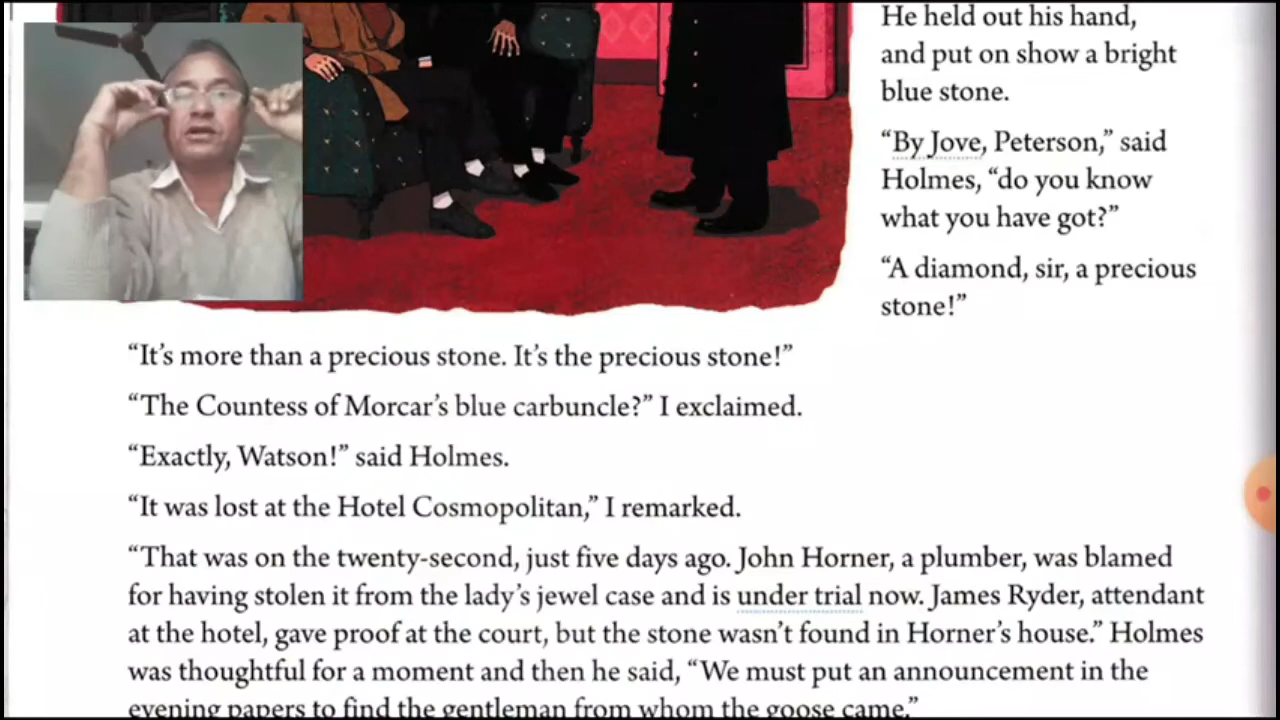 He held out his hand,
and put on show a bright
blue stone.
“By Jove, Peterson,” said
Holmes, “do you know
what you have got?”
“A diamond, sir, a precious
stone!”
“It’s more than a precious stone. It’s the precious stone!”
“The Countess of Morcar’s blue carbuncle?” I exclaimed.
“Exactly, Watson!” said Holmes.
“It was lost at the Hotel Cosmopolitan,” I remarked.
“That was on the twenty-second, just five days ago. John Horner, a plumber, was blamed
for having stolen it from the lady’s jewel case and is under trial now. James Ryder, attendant
at the hotel, gave proof at the court, but the stone wasn’t found in Horner’s house.” Holmes
was thoughtful for a moment and then he said, “We must put an announcement in the
evening papers to find the gentleman from whom the goose came.”